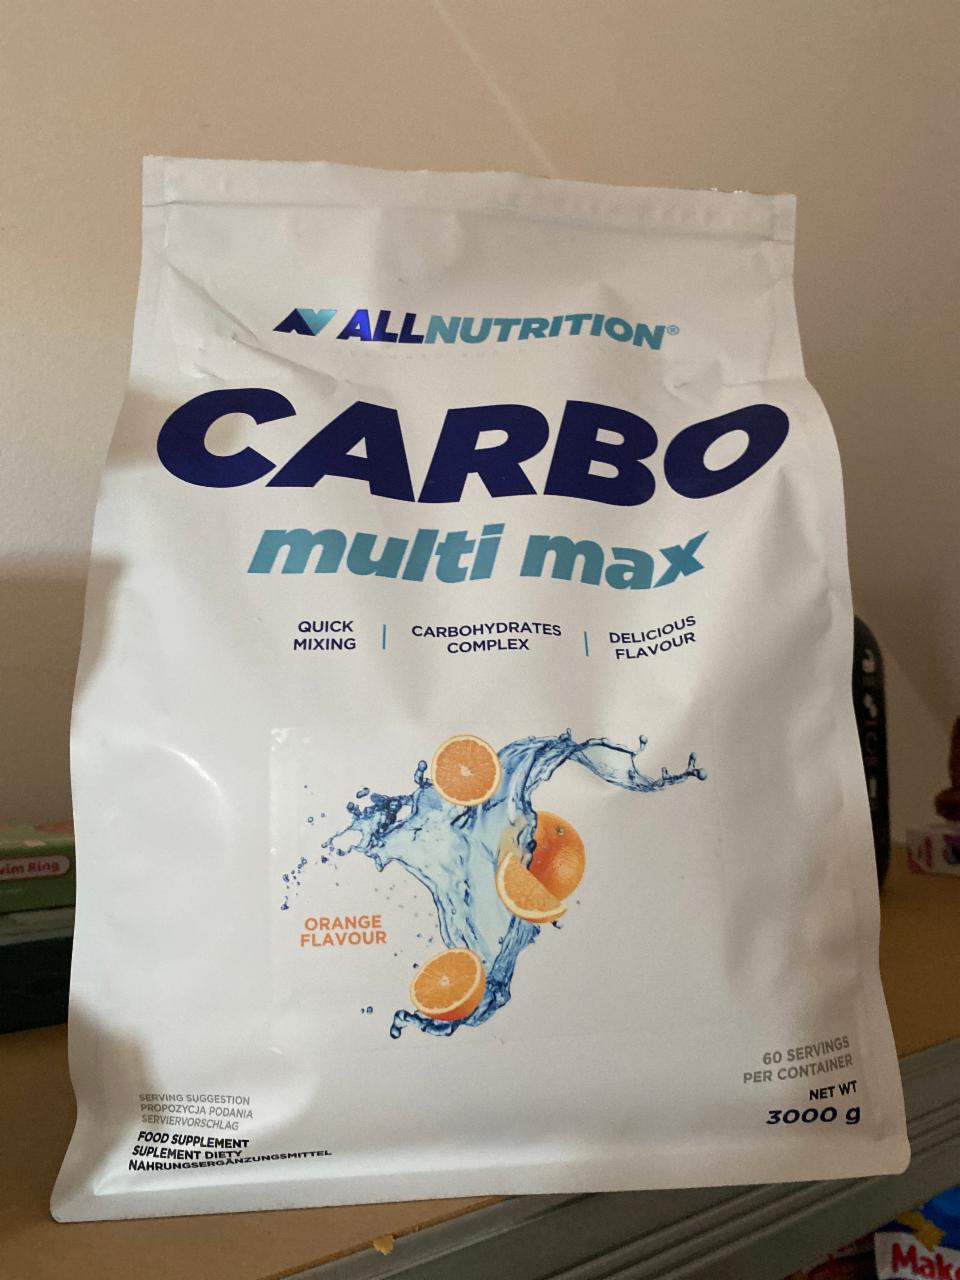 ALLNUTRITION®
CARBO
multi max
QUICK
MIXING
CARBOHYDRATES
COMPLEX
DELICIOUS
FLAVOUR
ORANGE
FLAVOUR
60 SERVINGS
PER CONTAINER
NET WT
3000 g
SERVING SUGGESTION
PROPOZYCJA PODANIA
SERVIERVORSCHLAG
FOOD SUPPLEMENT
SUPLEMENT DIETY
NAHRUNGSERGÄNZUNGSMITTEL
Ring